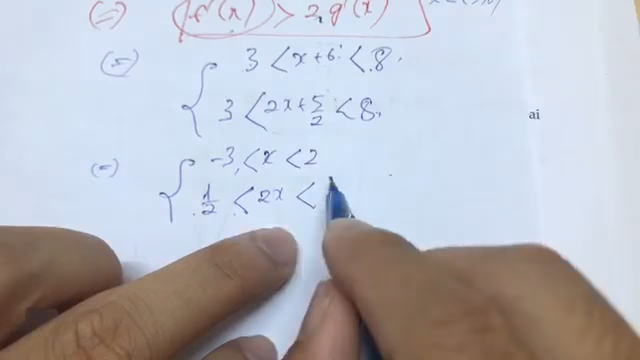 (=) f'(x) > 2.g'(x)
(=) { 3 < x+6 < 8
3 < 2x+5/2 < 8
(=) { -3 < x < 2
1/2 < 2x <
ai